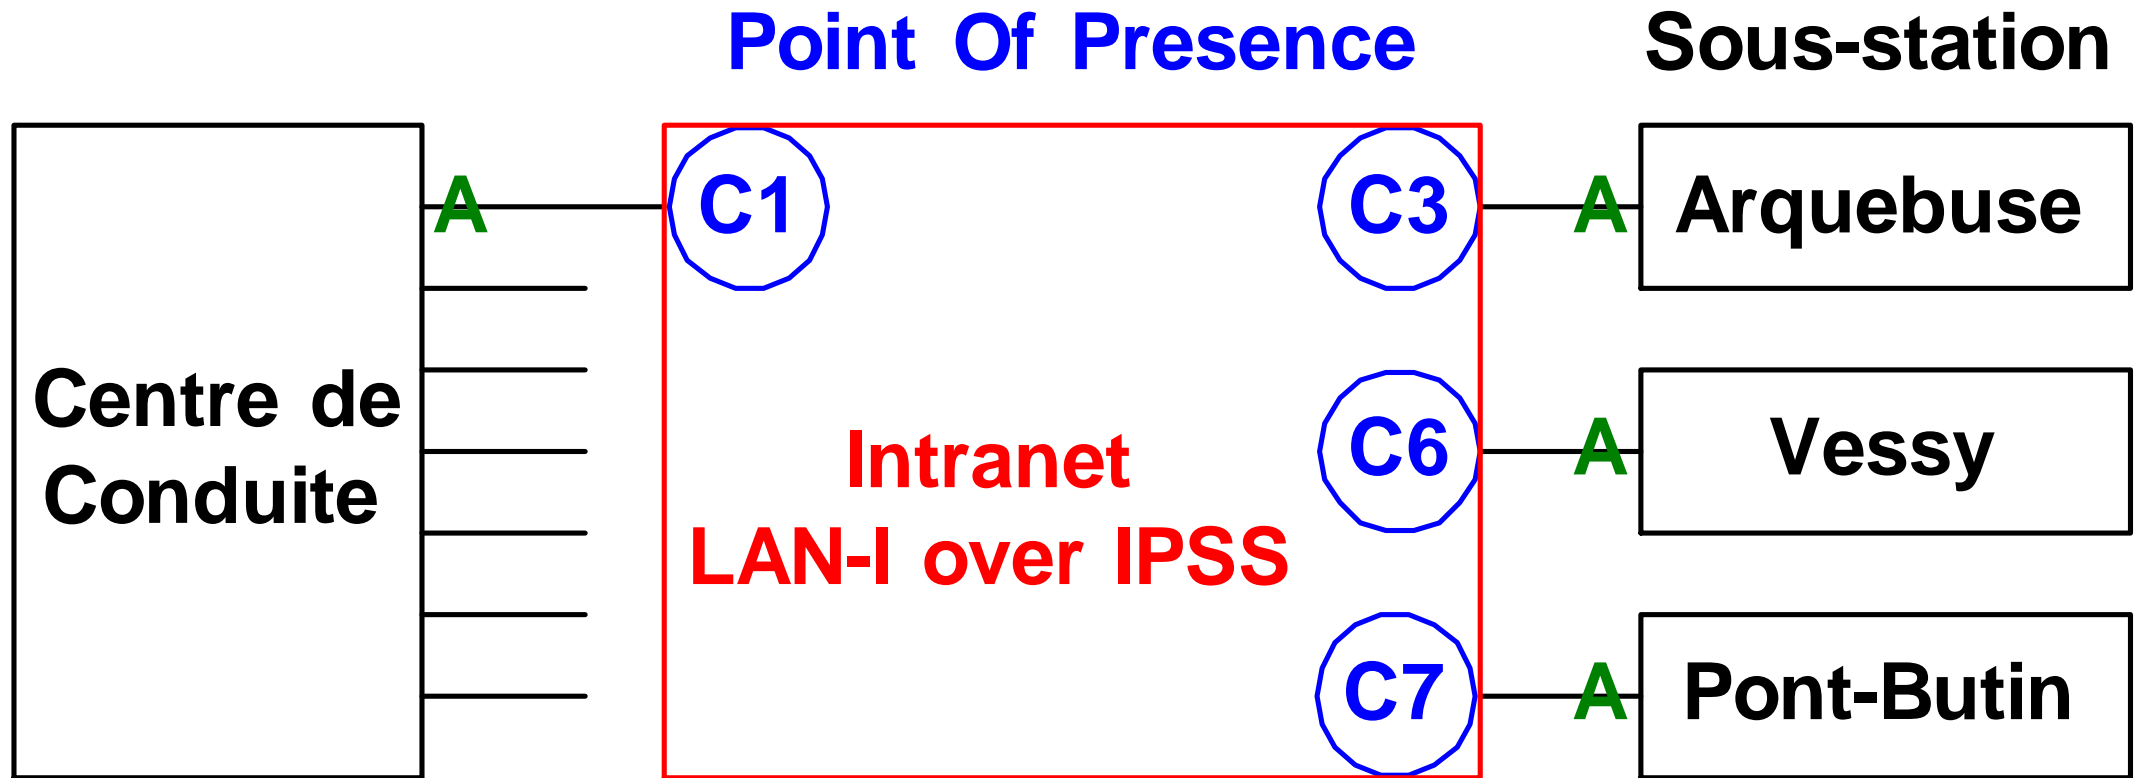 Point Of Presence
Sous-station
A
C1
C3
A
Arquebuse
Centre de
Conduite
Intranet
LAN-I over IPSS
C6
A
Vessy
C7
A
Pont-Butin